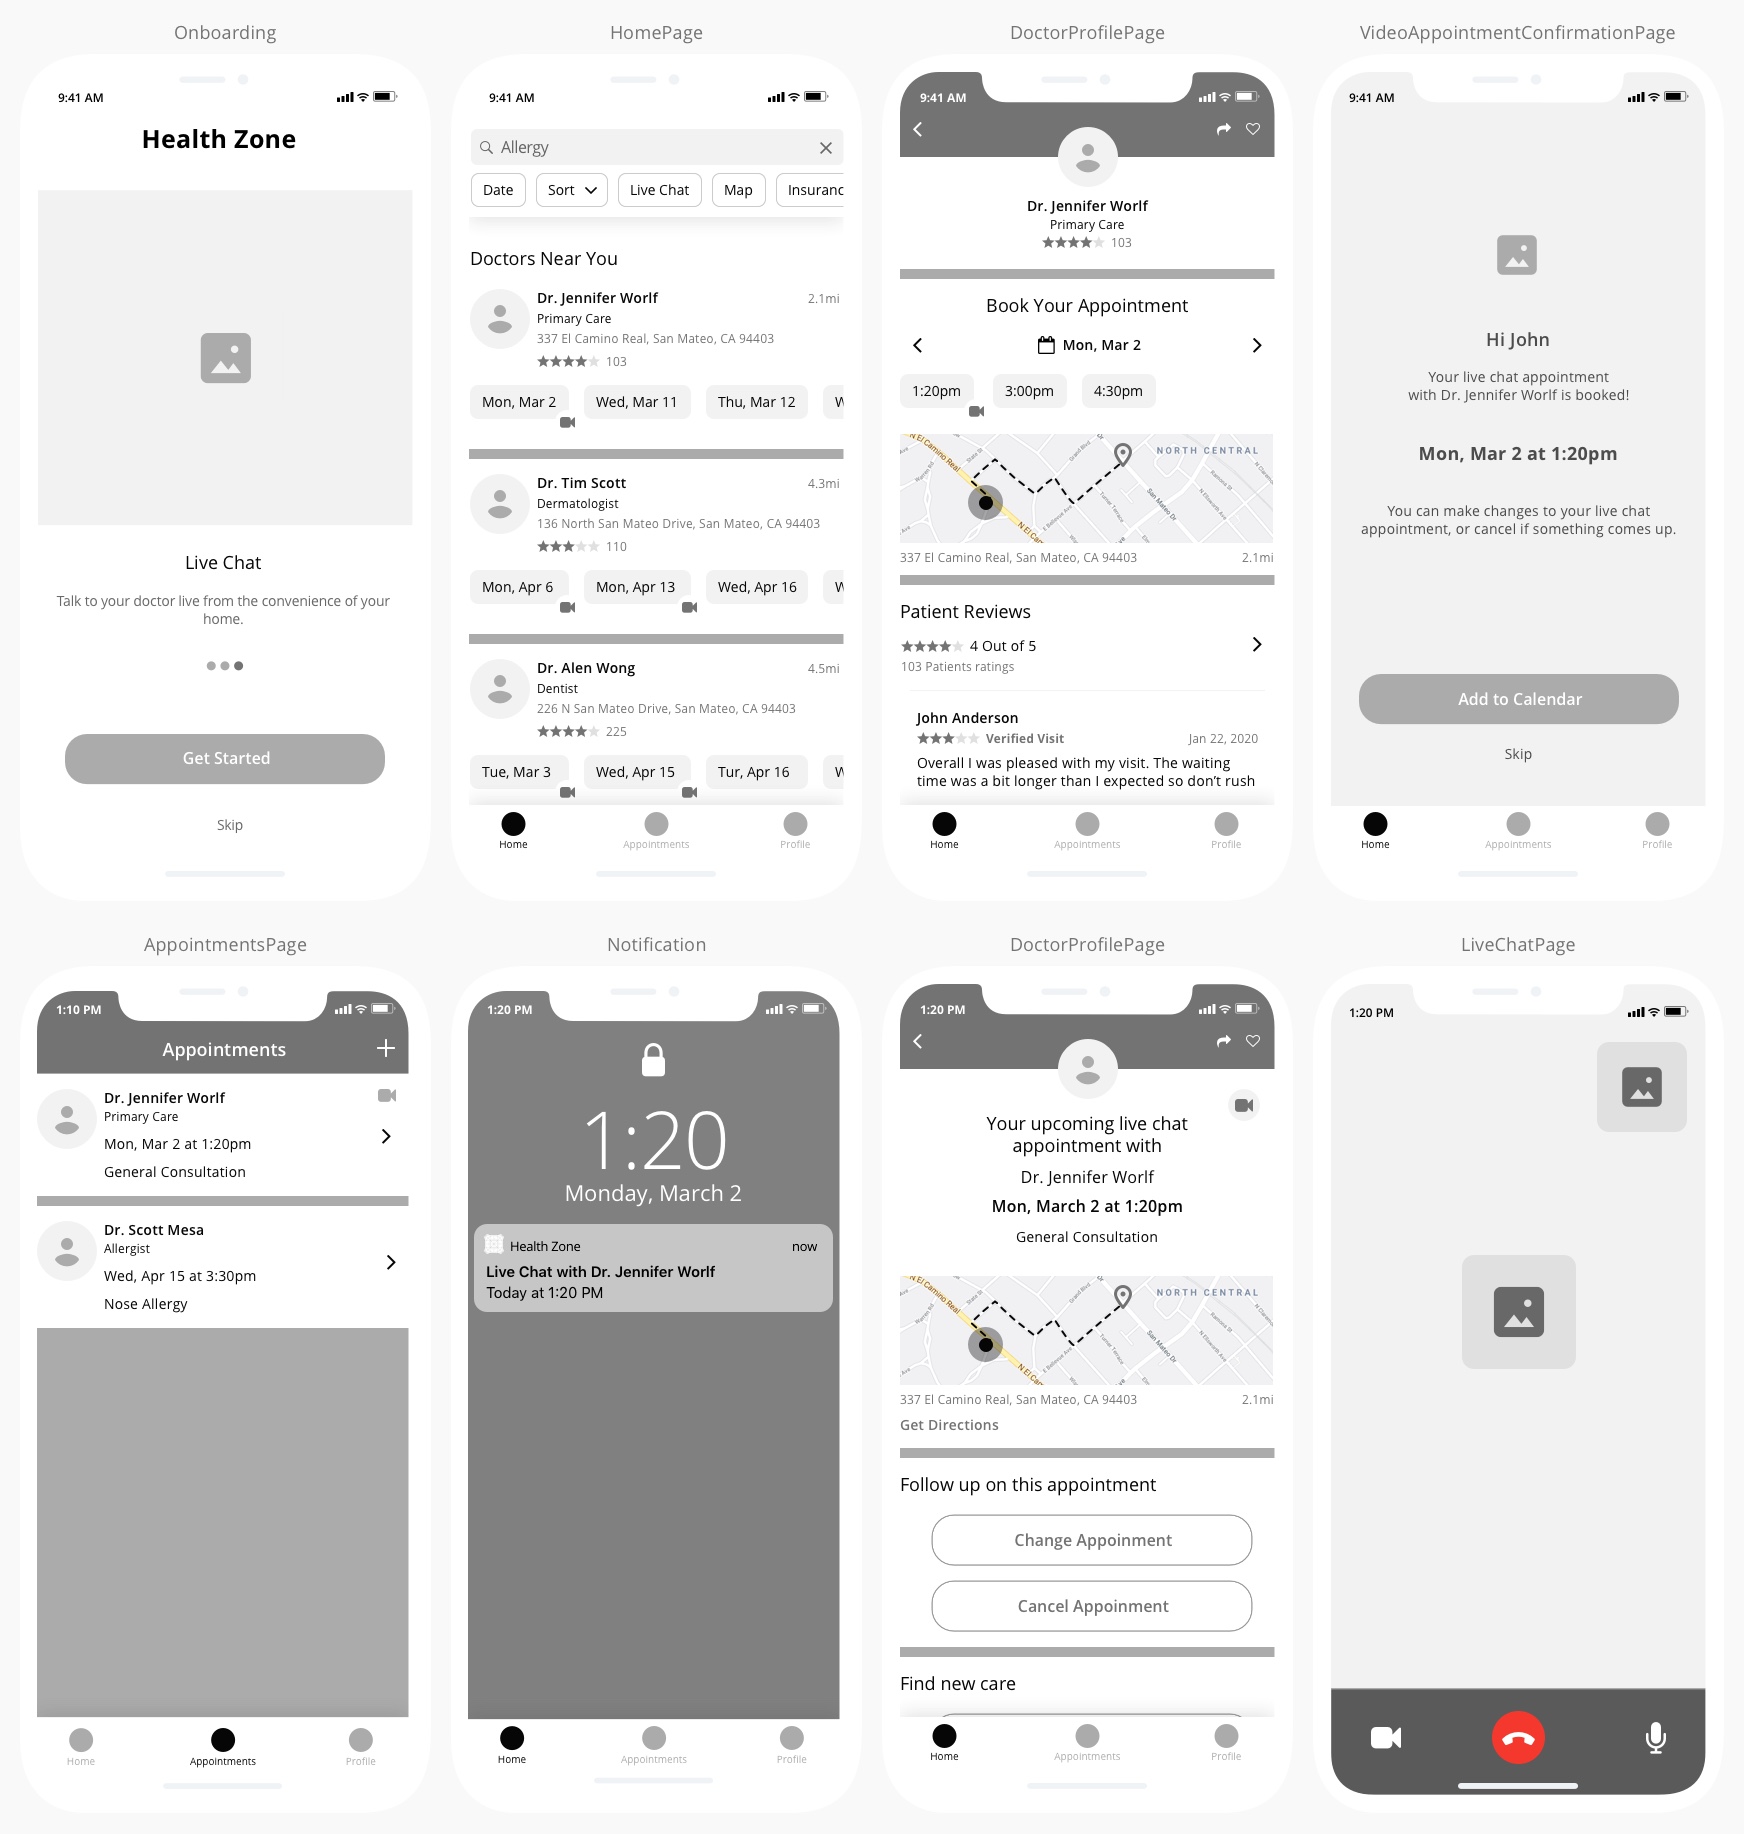 Onboarding
9:41 AM
Health Zone
Live Chat
Talk to your doctor live from the convenience of your
home.
Get Started
Skip
HomePage
9:41 AM
Allergy
Date
Sort
Live Chat
Map
Insuranc
Doctors Near You
Dr. Jennifer Worlf
2.1mi
Primary Care
337 El Camino Real, San Mateo, CA 94403
103
Mon, Mar 2
Wed, Mar 11
Thu, Mar 12
Dr. Tim Scott
4.3mi
Dermatologist
136 North San Mateo Drive, San Mateo, CA 94403
110
Mon, Apr 6
Mon, Apr 13
Wed, Apr 16
Dr. Alen Wong
4.5mi
Dentist
226 N San Mateo Drive, San Mateo, CA 94403
225
Tue, Mar 3
Wed, Apr 15
Tur, Apr 16
Home
Appointments
Profile
DoctorProfilePage
9:41 AM
Dr. Jennifer Worlf
Primary Care
103
Book Your Appointment
Mon, Mar 2
1:20pm
3:00pm
4:30pm
N El Camino Real
NORTH CENTRAL
San Mateo Dr
337 El Camino Real, San Mateo, CA 94403
2.1mi
Patient Reviews
4 Out of 5
103 Patients ratings
John Anderson
Verified Visit
Jan 22, 2020
Overall I was pleased with my visit. The waiting
time was a bit longer than I expected so don't rush
Home
Appointments
Profile
VideoAppointmentConfirmationPage
9:41 AM
Hi John
Your live chat appointment
with Dr. Jennifer Worlf is booked!
Mon, Mar 2 at 1:20pm
You can make changes to your live chat
appointment, or cancel if something comes up.
Add to Calendar
Skip
Home
Appointments
Profile
AppointmentsPage
1:10 PM
Appointments
Dr. Jennifer Worlf
Primary Care
Mon, Mar 2 at 1:20pm
General Consultation
Dr. Scott Mesa
Allergist
Wed, Apr 15 at 3:30pm
Nose Allergy
Home
Appointments
Profile
Notification
1:20 PM
1:20
Monday, March 2
Health Zone
now
Live Chat with Dr. Jennifer Worlf
Today at 1:20 PM
Home
Appointments
Profile
DoctorProfilePage
1:20 PM
Your upcoming live chat
appointment with
Dr. Jennifer Worlf
Mon, March 2 at 1:20pm
General Consultation
N El Camino Real
NORTH CENTRAL
San Mateo Dr
337 El Camino Real, San Mateo, CA 94403
2.1mi
Get Directions
Follow up on this appointment
Change Appoinment
Cancel Appoinment
Find new care
Home
Appointments
Profile
LiveChatPage
1:20 PM